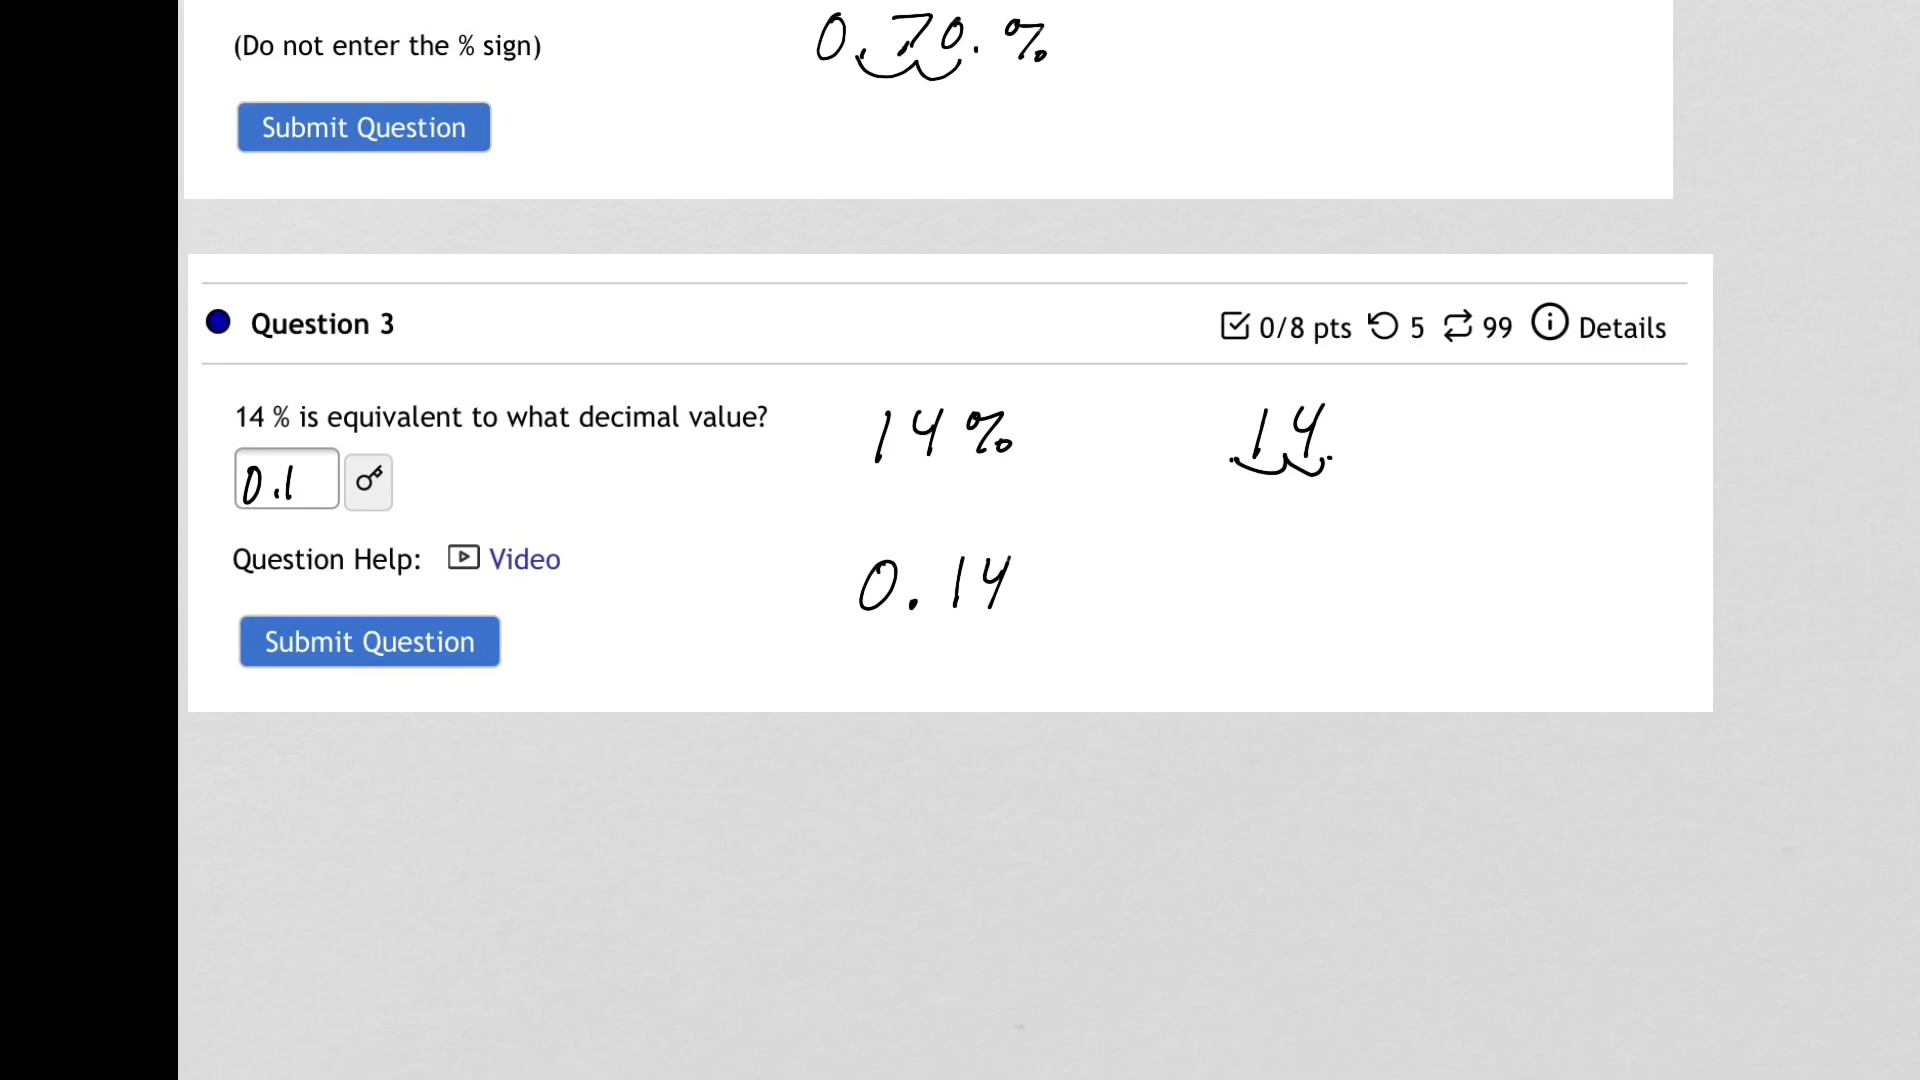 (Do not enter the % sign)
0.70.%
Submit Question
Question 3
0/8 pts 5 99 Details
14 % is equivalent to what decimal value?
14%
.14.
0.1
Question Help: Video
0.14
Submit Question